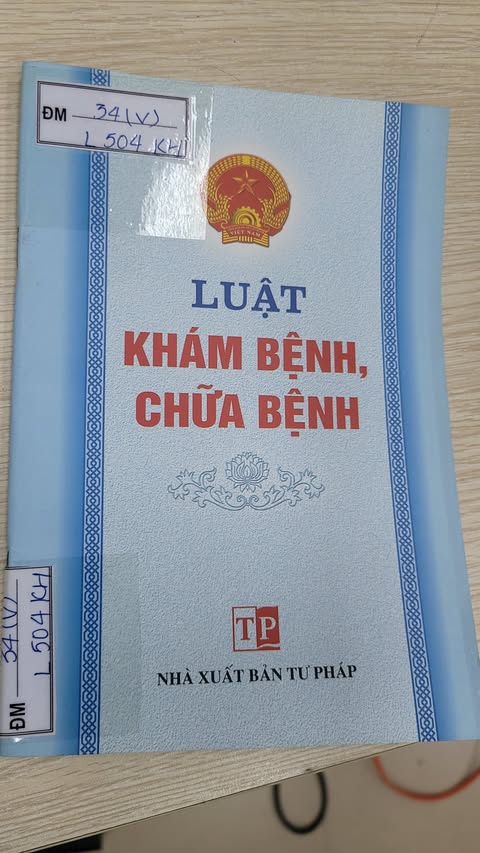 ĐM 34(V)
L 504 KH
VIỆT NAM
LUẬT
KHÁM BỆNH,
CHỮA BỆNH
TP
NHÀ XUẤT BẢN TƯ PHÁP
ĐM 34(V)
L 504 KH